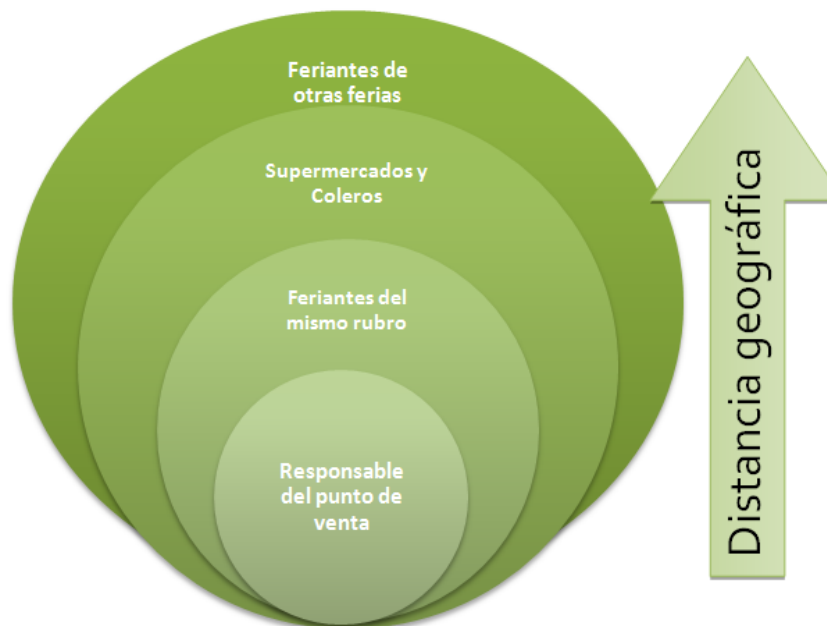 Feriantes de
otras ferias
Supermercados y
Coleros
Feriantes del
mismo rubro
Responsable
del punto de
venta
Distancia geográfica